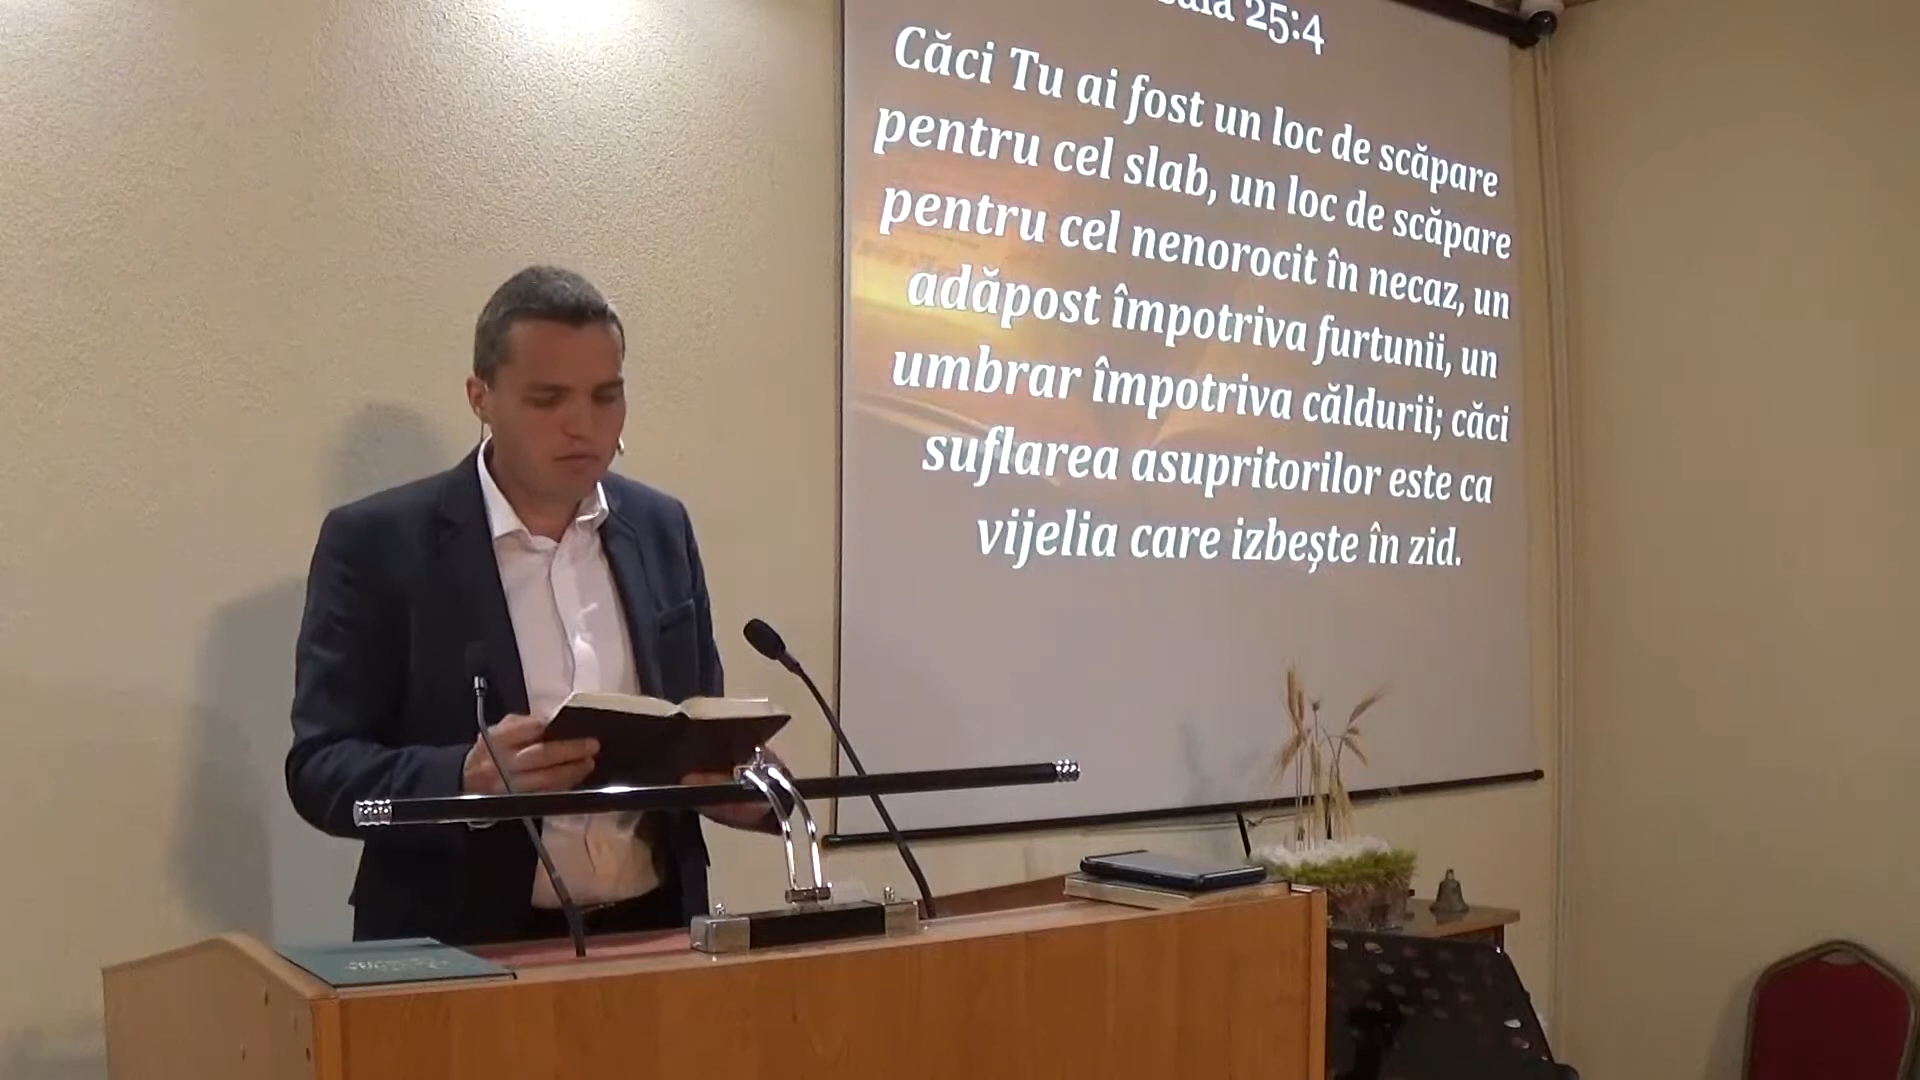 25:4
Căci Tu ai fost un loc de scăpare
pentru cel slab, un loc de scăpare
pentru cel nenorocit în necaz, un
adăpost împotriva furtunii, un
umbrar împotriva căldurii; căci
suflarea asupritorilor este ca
vijelia care izbește în zid.